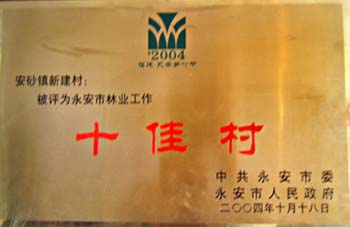 '2004
安砂镇新建村：
被评为永安市林业工作
十佳村
中共永安市委
永安市人民政府
二〇〇四年十月十八日